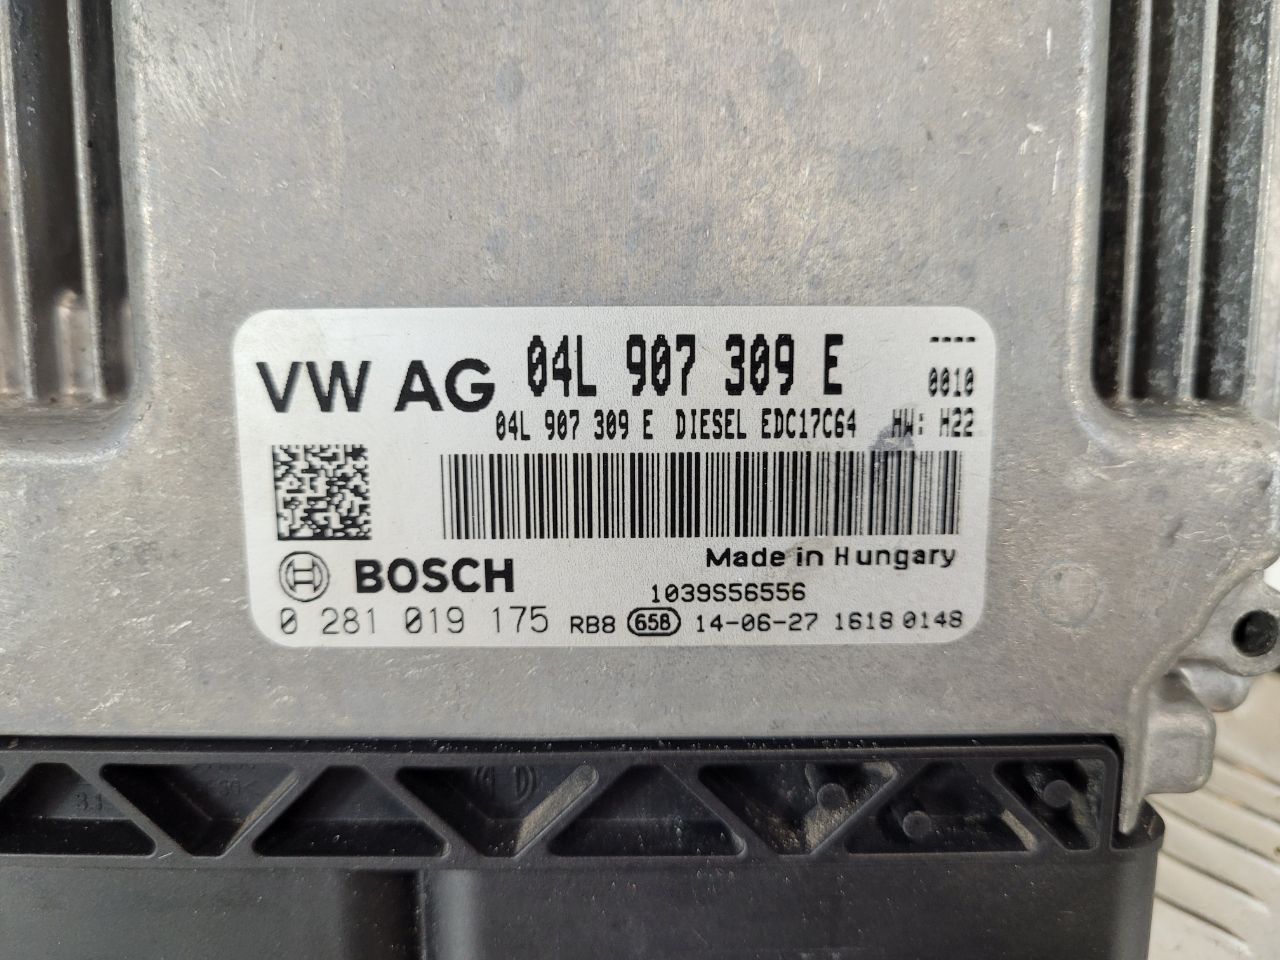 VW AG 04L 907 309 E ----
0010
04L 907 309 E DIESEL EDC17C64 HW: H22
Made in Hungary
BOSCH 1039S56556
0 281 019 175 RB8 658 14-06-27 1618 0148